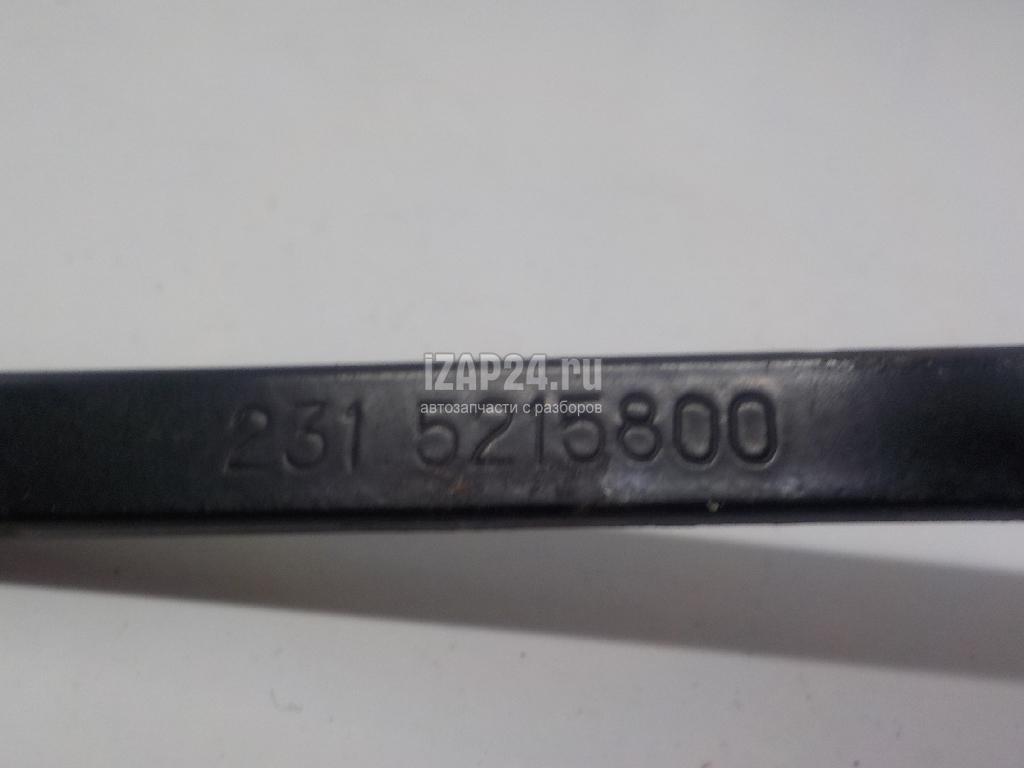 iZAP24.ru
автозапчасти с разборов
231 5215800